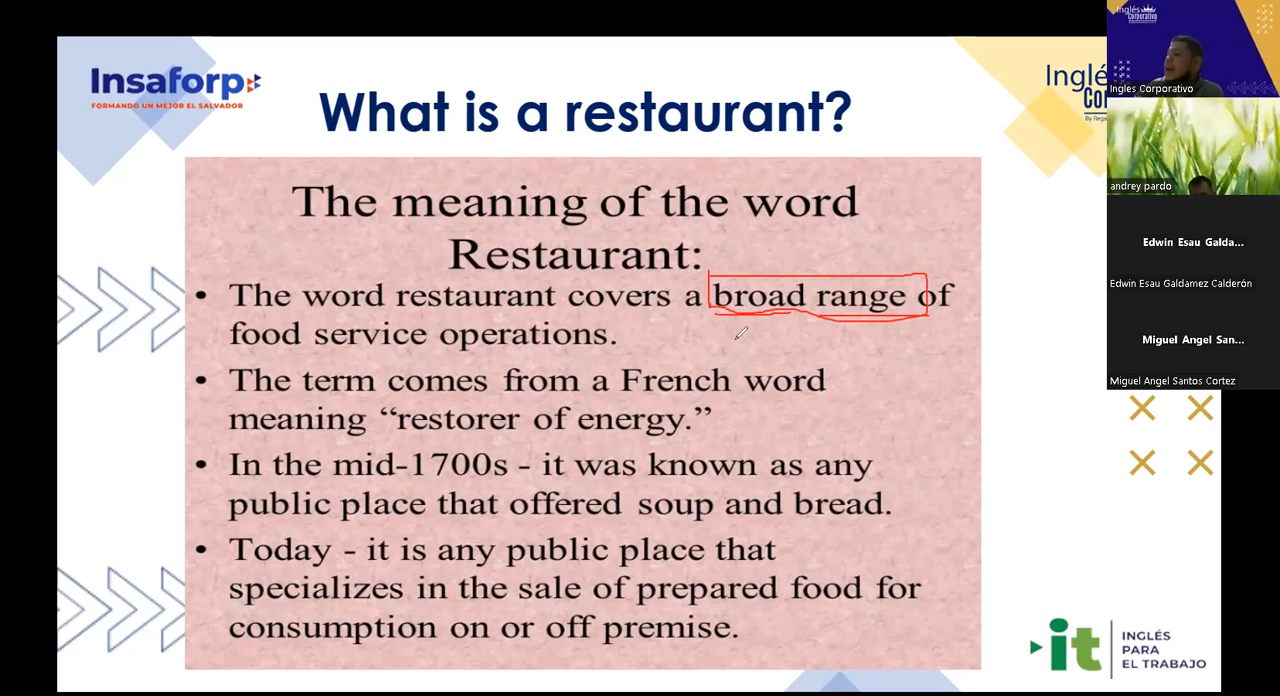 Insaforp
FORMANDO UN MEJOR EL SALVADOR
What is a restaurant?
The meaning of the word
Restaurant:
• The word restaurant covers a broad range of
food service operations.
• The term comes from a French word
meaning “restorer of energy.”
• In the mid-1700s - it was known as any
public place that offered soup and bread.
• Today - it is any public place that
specializes in the sale of prepared food for
consumption on or off premise.
Inglés
Corporativo
Ingles Corporativo
andrey pardo
Edwin Esau Galda...
Edwin Esau Galdamez Calderón
Miguel Angel San...
Miguel Angel Santos Cortez
it
INGLÉS
PARA
EL TRABAJO